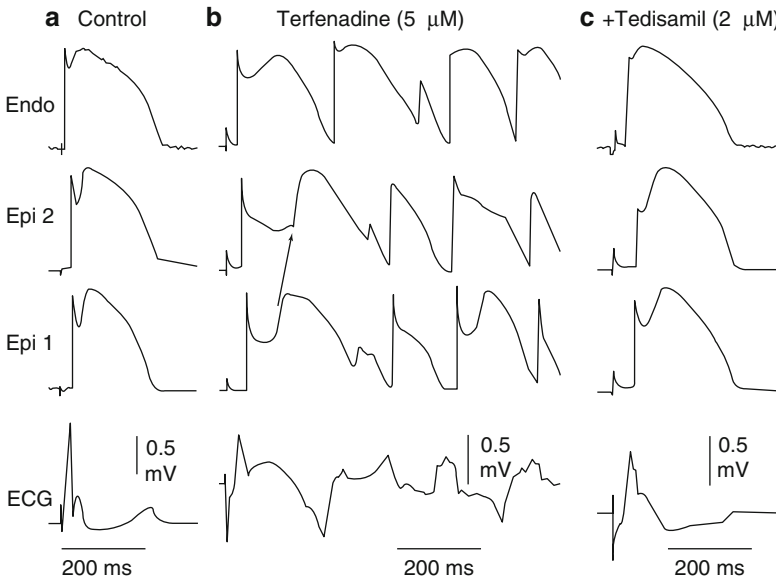 a Control
b Terfenadine (5 μM)
c +Tedisamil (2 μM)
Endo
Epi 2
Epi 1
ECG
0.5
mV
0.5
mV
0.5
mV
200 ms
200 ms
200 ms